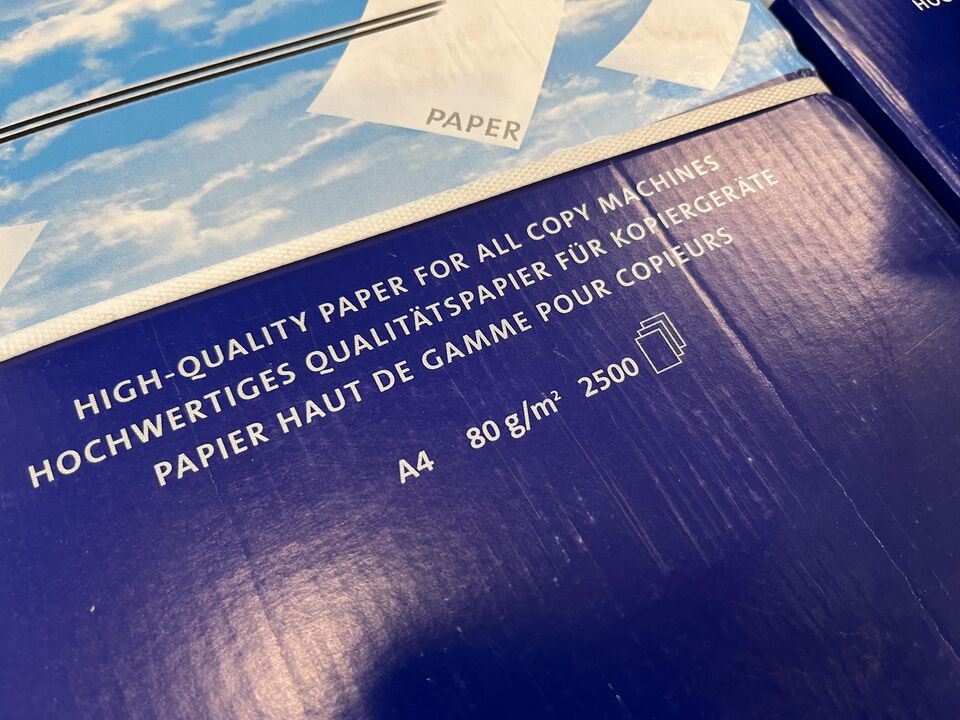 PAPER
HIGH-QUALITY PAPER FOR ALL COPY MACHINES
HOCHWERTIGES QUALITÄTSPAPIER FÜR KOPIERGERÄTE
PAPIER HAUT DE GAMME POUR COPIEURS
A4 80 g/m² 2500